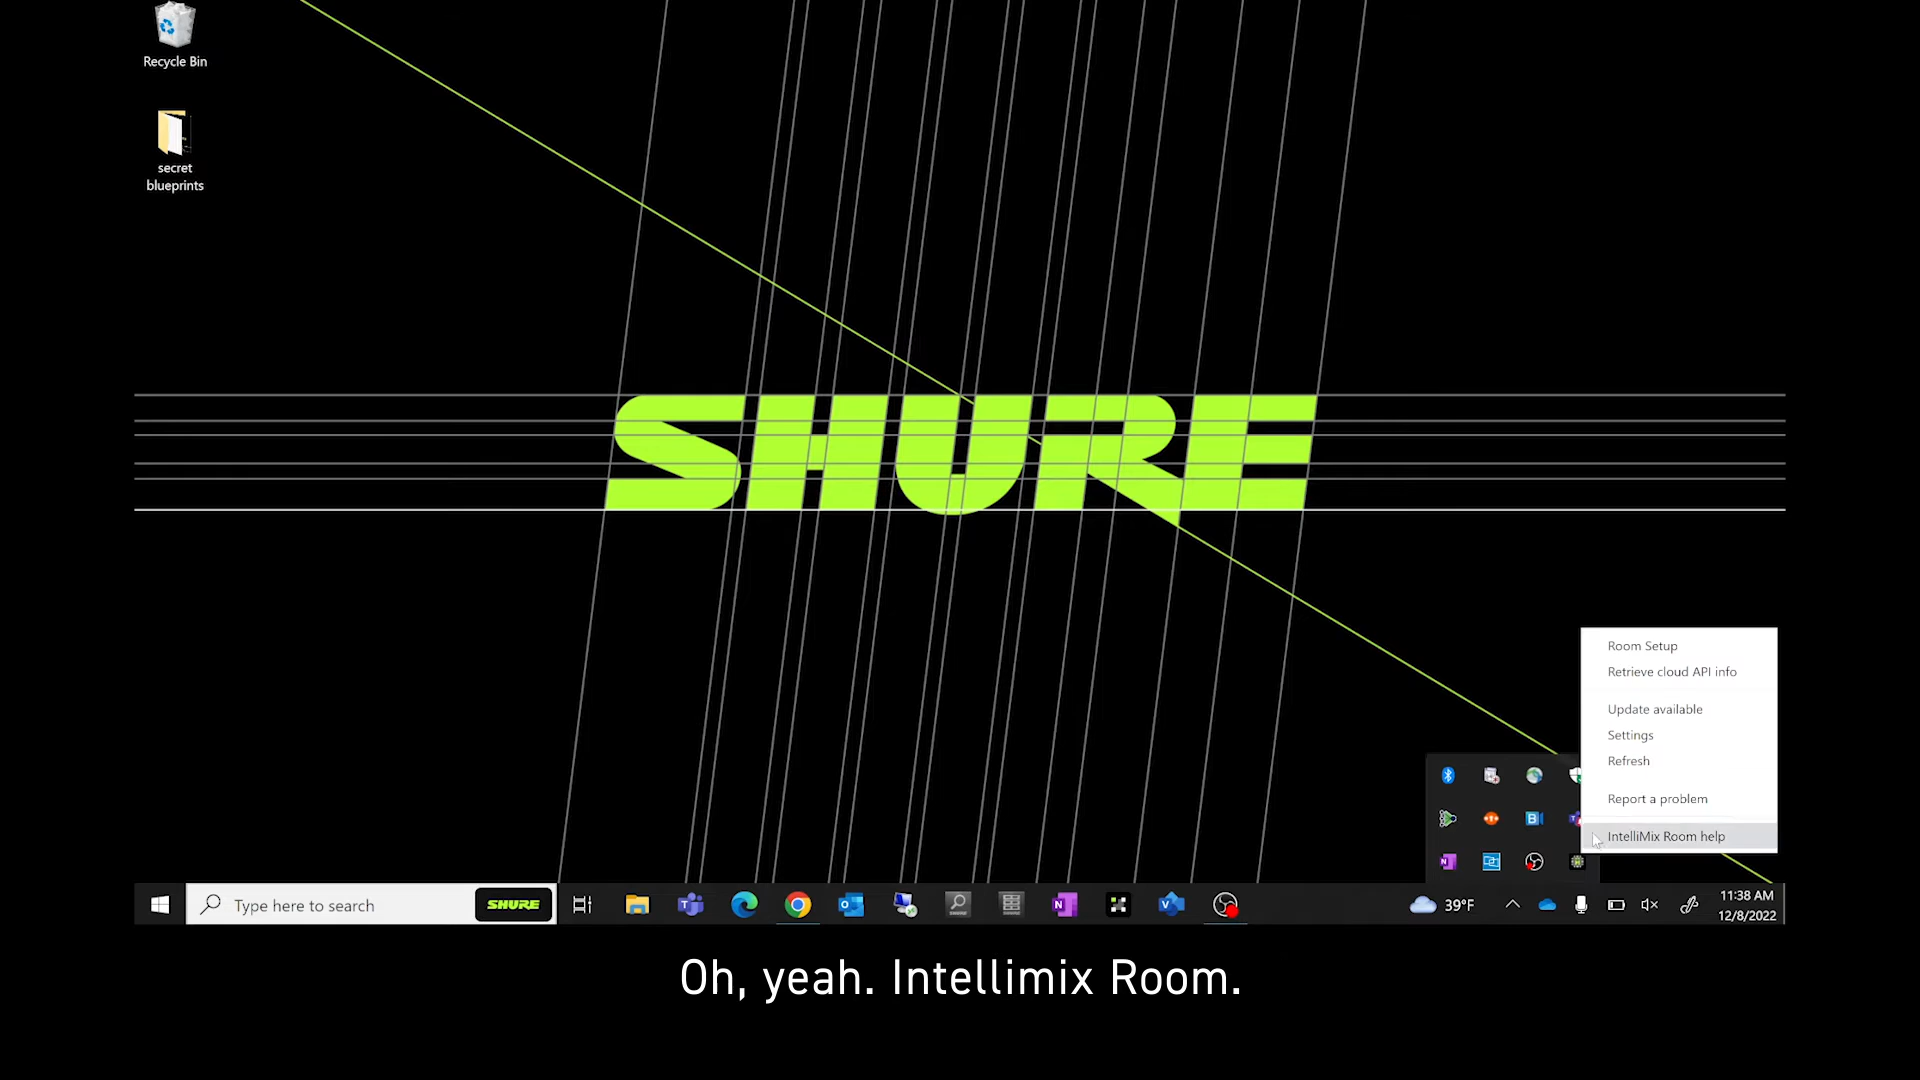 Recycle Bin
secret
blueprints
SHURE
Room Setup
Retrieve cloud API info
Update available
Settings
Refresh
Report a problem
IntelliMix Room help
Type here to search
SHURE
39°F
11:38 AM
12/8/2022
Oh, yeah. Intellimix Room.